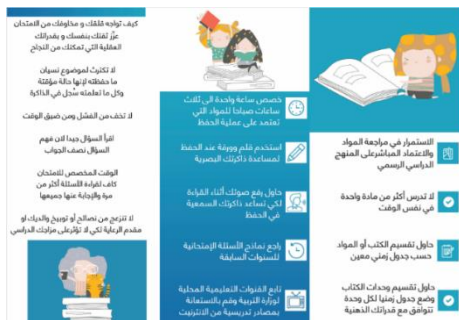 الاستمرار في مراجعة المواد
والاعتماد المباشر على المنهج
الدراسي الرسمي
لا تدرس أكثر من مادة واحدة
في نفس الوقت
حاول تقسيم الكتب أو المواد
حسب جدول زمني معين
حاول تقسيم وحدات الكتاب
وضع جدول زمنيا لكل وحدة
تتوافق مع قدراتك الذهنية
خصص ساعة واحدة الى ثلاث
ساعات صباحا للمواد التي
تعتمد على عملية الحفظ
استخدم قلم وورقة عند الحفظ
لمساعدة ذاكرتك البصرية
حاول رفع صوتك أثناء القراءة
لكي تساعد ذاكرتك السمعية
في الحفظ
راجع نماذج الأسئلة الإمتحانية
للسنوات السابقة
تابع القنوات التعليمية المحلية
لوزارة التربية وقم بالاستعانة
بمصادر تدريسية من الانترنيت
كيف تواجه قلقك و مخاوفك من الامتحان
عزّز ثقتك بنفسك و بقدراتك
العقلية التي تمكنك من النجاح
لا تكترث لموضوع نسيان
ما حفظته لإنها حالة مؤقتة
وكل ما تعلمته سُجل في الذاكرة
لا تخف من الفشل ومن ضيق الوقت
اقرأ السؤال جيدا لان فهم
السؤال نصف الجواب
الوقت المخصص للامتحان
كاف لقراءة الأسئلة أكثر من
مرة والإجابة عنها جميعها
لا تنزعج من نصائح أو توبيخ والديك او
مقدم الرعاية لكي لا تؤثر على مزاجك الدراسي